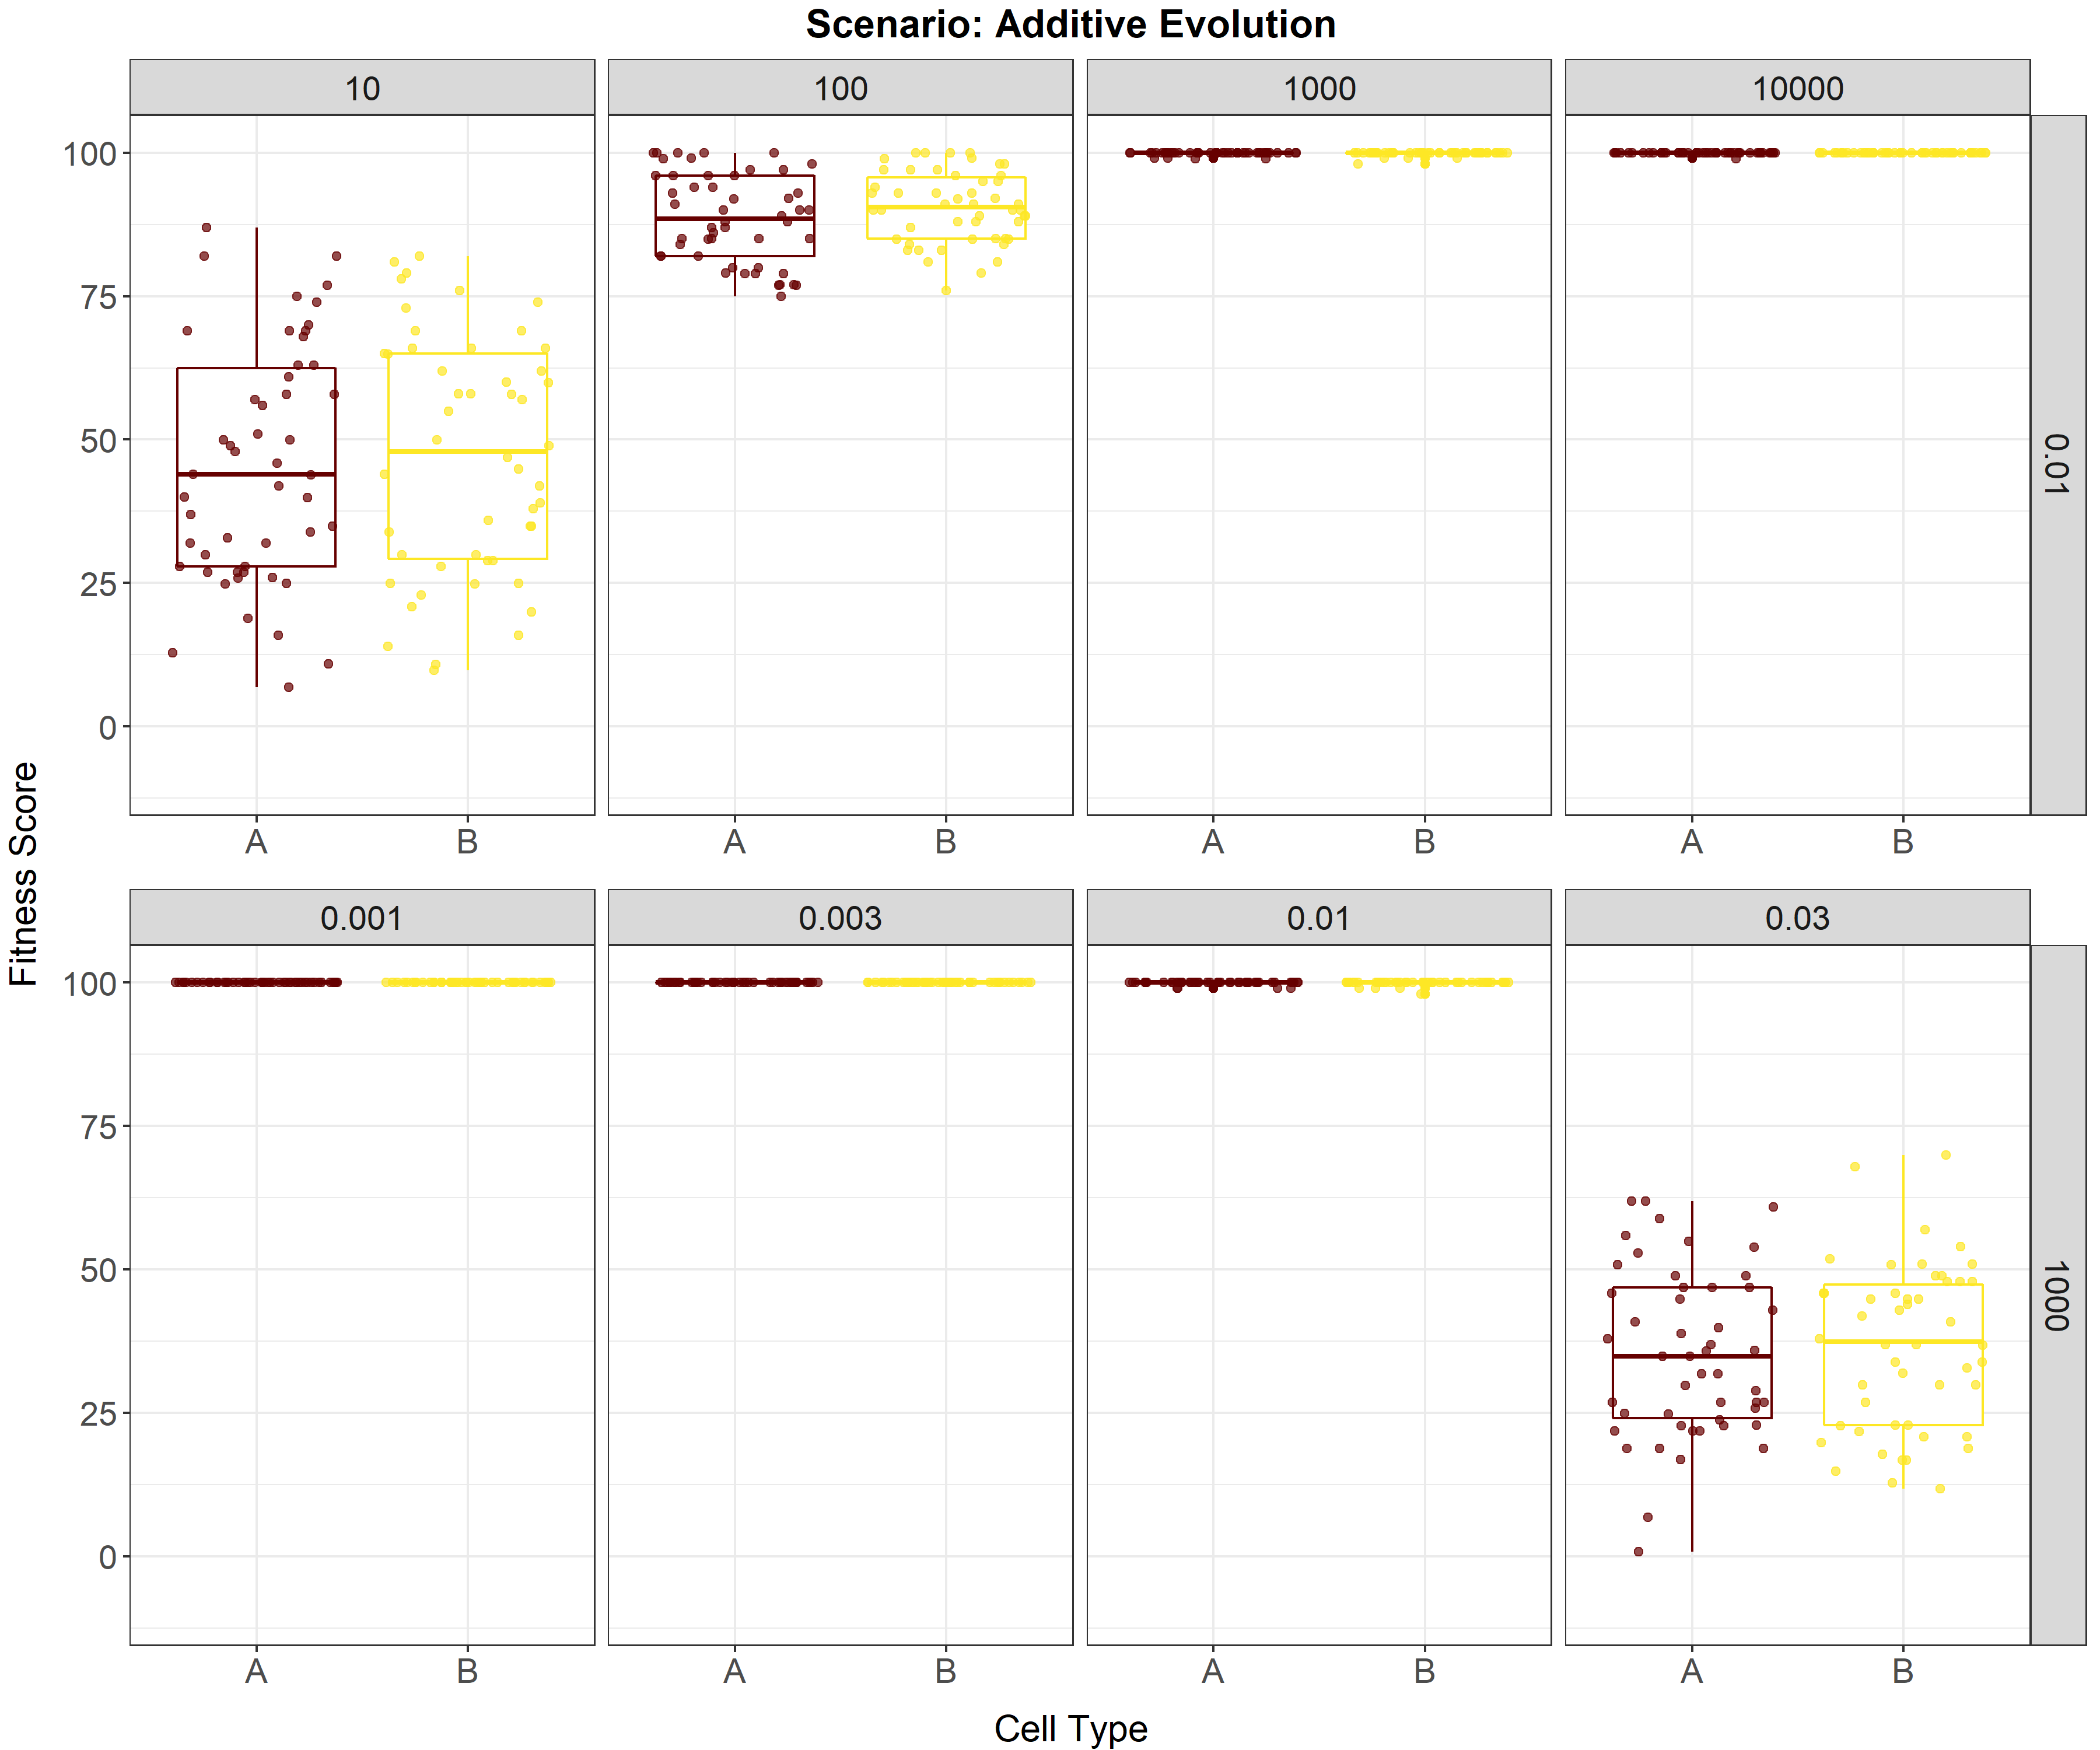 Scenario: Additive Evolution
10 100 1000 10000
100
75
50
25
0
0.01
A B A B A B A B
Fitness Score
0.001 0.003 0.01 0.03
100
75
50
25
0
1000
A B A B A B A B
Cell Type